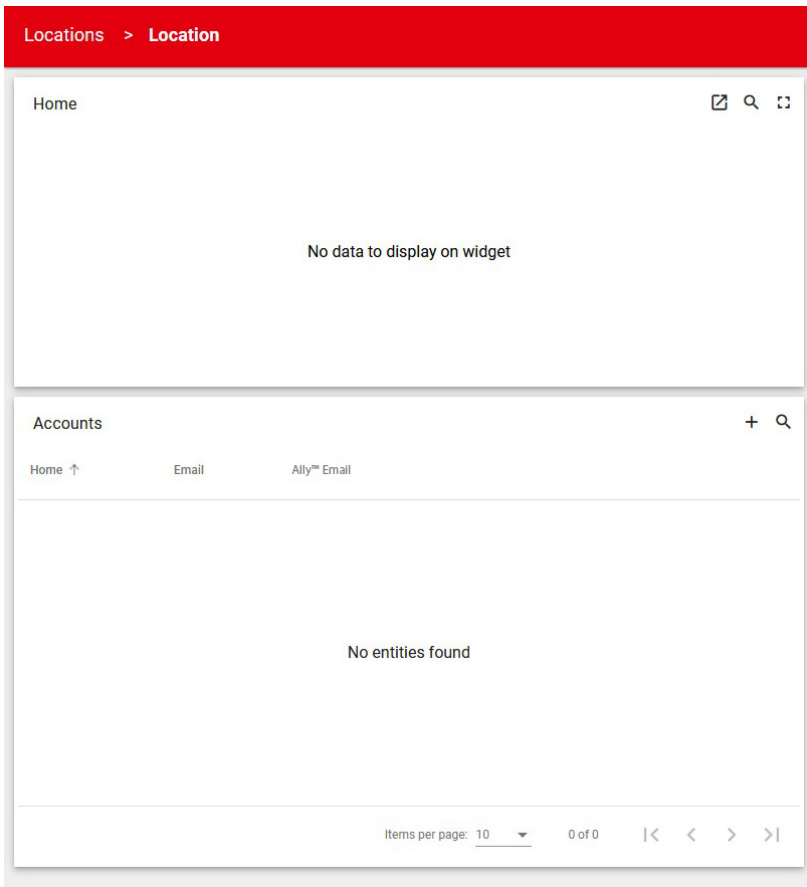 Locations > Location
Home
No data to display on widget
Accounts
Home ↑ Email Ally™ Email
No entities found
Items per page: 10 0 of 0